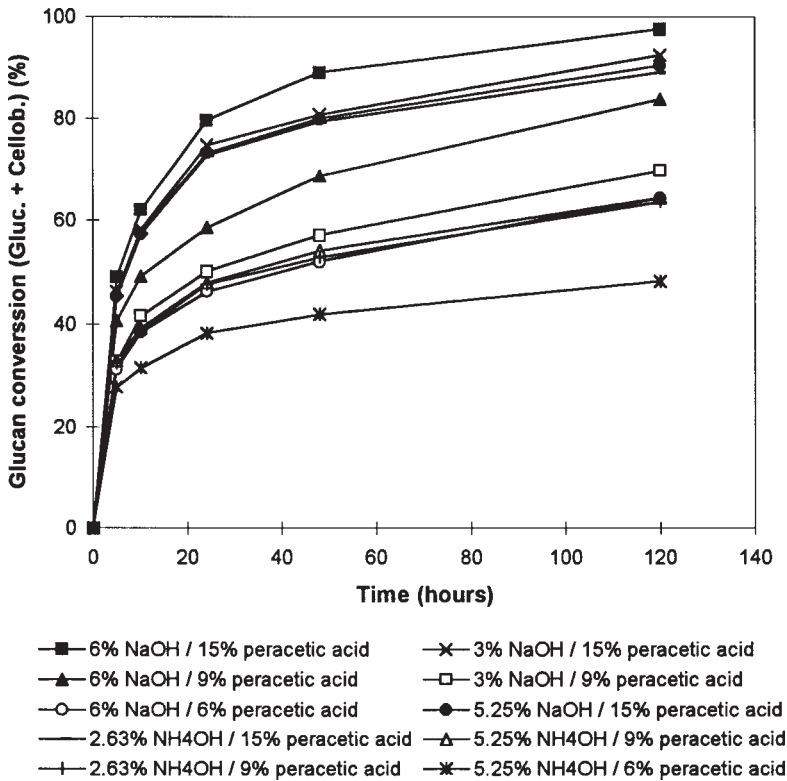 Glucan converssion (Gluc. + Cellob.) (%)
100
80
60
40
20
0
0 20 40 60 80 100 120 140
Time (hours)
6% NaOH / 15% peracetic acid
3% NaOH / 15% peracetic acid
6% NaOH / 9% peracetic acid
3% NaOH / 9% peracetic acid
6% NaOH / 6% peracetic acid
5.25% NaOH / 15% peracetic acid
2.63% NH4OH / 15% peracetic acid
5.25% NH4OH / 9% peracetic acid
2.63% NH4OH / 9% peracetic acid
5.25% NH4OH / 6% peracetic acid